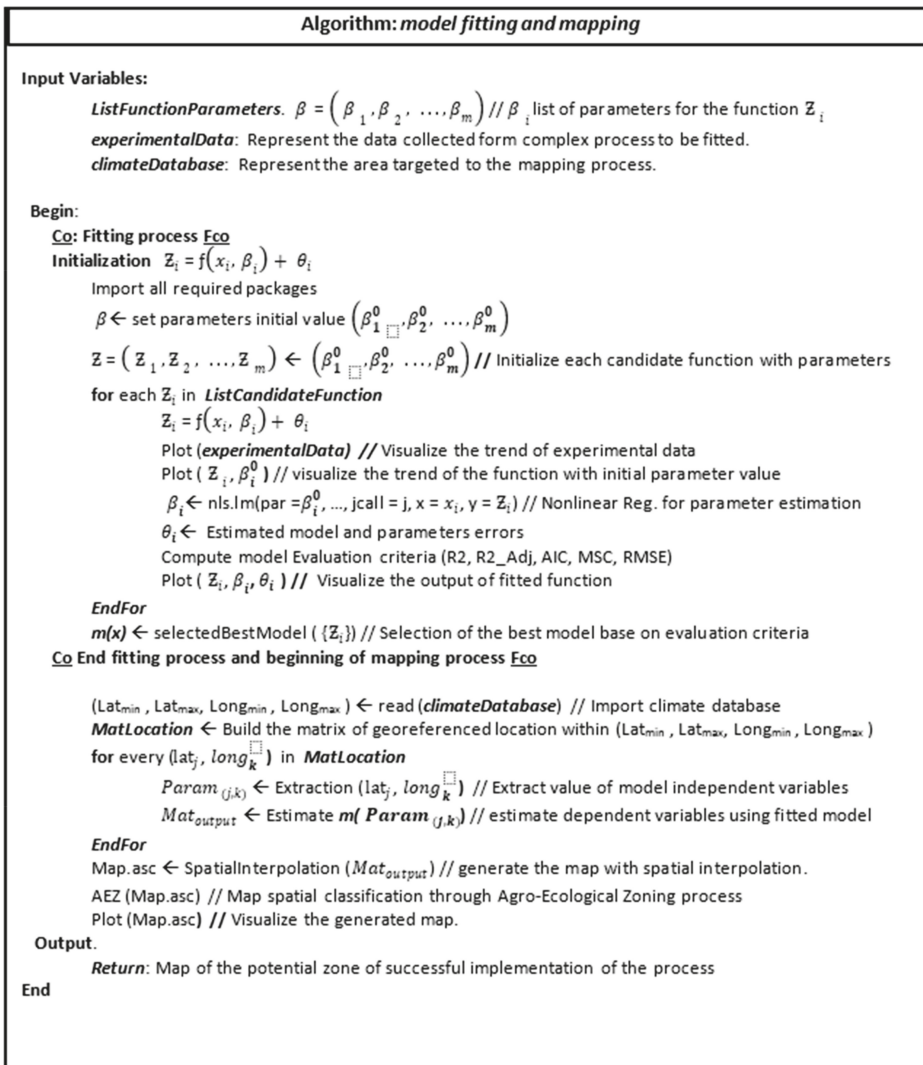 Algorithm: model fitting and mapping
Input Variables:
ListFunctionParameters. β = (β₁, β₂, ..., βₘ) // βᵢ list of parameters for the function Ƶᵢ
experimentalData: Represent the data collected form complex process to be fitted.
climateDatabase: Represent the area targeted to the mapping process.
Begin:
Co: Fitting process Fco
Initialization Ƶᵢ = f(xᵢ, βᵢ) + θᵢ
Import all required packages
β ← set parameters initial value (β₁⁰, β₂⁰, ..., βₘ⁰)
Ƶ = (Ƶ₁, Ƶ₂, ..., Ƶₘ) ← (β₁⁰, β₂⁰, ..., βₘ⁰) // Initialize each candidate function with parameters
for each Ƶᵢ in ListCandidateFunction
Ƶᵢ = f(xᵢ, βᵢ) + θᵢ
Plot (experimentalData) // Visualize the trend of experimental data
Plot ( Ƶᵢ, βᵢ⁰ ) // visualize the trend of the function with initial parameter value
βᵢ ← nls.lm(par = βᵢ⁰, ..., jcall = j, x = xᵢ, y = Ƶᵢ) // Nonlinear Reg. for parameter estimation
θᵢ ← Estimated model and parameters errors
Compute model Evaluation criteria (R2, R2_Adj, AIC, MSC, RMSE)
Plot ( Ƶᵢ, βᵢ, θᵢ ) // Visualize the output of fitted function
EndFor
m(x) ← selectedBestModel ( {Ƶᵢ}) // Selection of the best model base on evaluation criteria
Co End fitting process and beginning of mapping process Fco
(Latmin , Latmax, Longmin , Longmax ) ← read (climateDatabase) // Import climate database
MatLocation ← Build the matrix of georeferenced location within (Latmin , Latmax, Longmin , Longmax )
for every (latⱼ, longₖ) in MatLocation
Param (j,k) ← Extraction (latⱼ, longₖ) // Extract value of model independent variables
Matoutput ← Estimate m( Param (j,k)) // estimate dependent variables using fitted model
EndFor
Map.asc ← SpatialInterpolation (Matoutput) // generate the map with spatial interpolation.
AEZ (Map.asc) // Map spatial classification through Agro-Ecological Zoning process
Plot (Map.asc) // Visualize the generated map.
Output.
Return: Map of the potential zone of successful implementation of the process
End